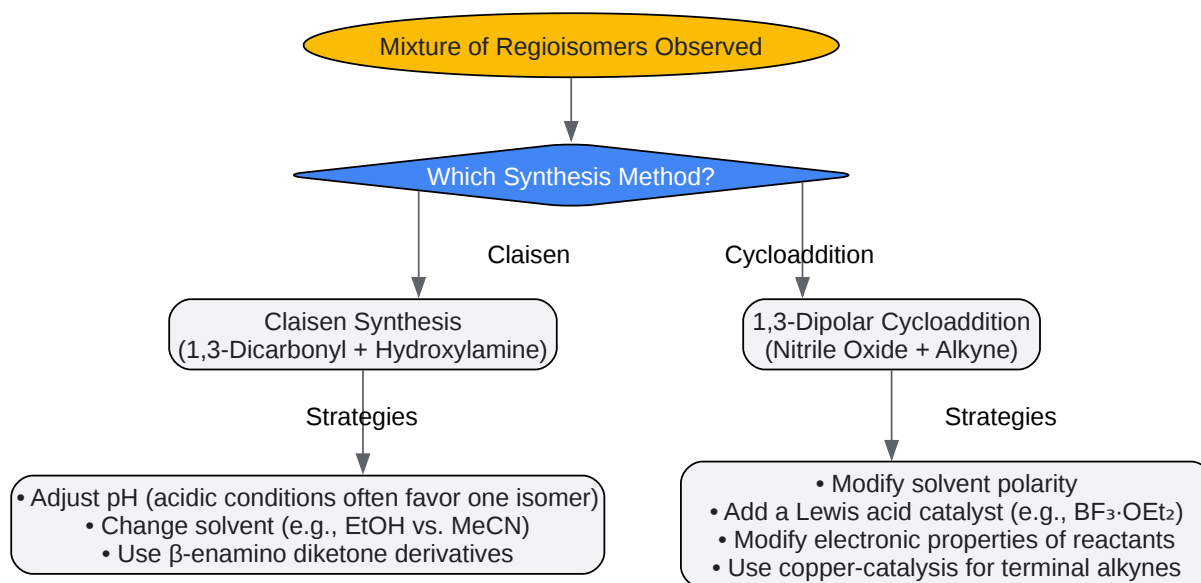 Mixture of Regioisomers Observed
Which Synthesis Method?
Claisen
Cycloaddition
Claisen Synthesis
(1,3-Dicarbonyl + Hydroxylamine)
1,3-Dipolar Cycloaddition
(Nitrile Oxide + Alkyne)
Strategies
Strategies
• Adjust pH (acidic conditions often favor one isomer)
• Change solvent (e.g., EtOH vs. MeCN)
• Use β-enamino diketone derivatives
• Modify solvent polarity
• Add a Lewis acid catalyst (e.g., BF₃·OEt₂)
• Modify electronic properties of reactants
• Use copper-catalysis for terminal alkynes